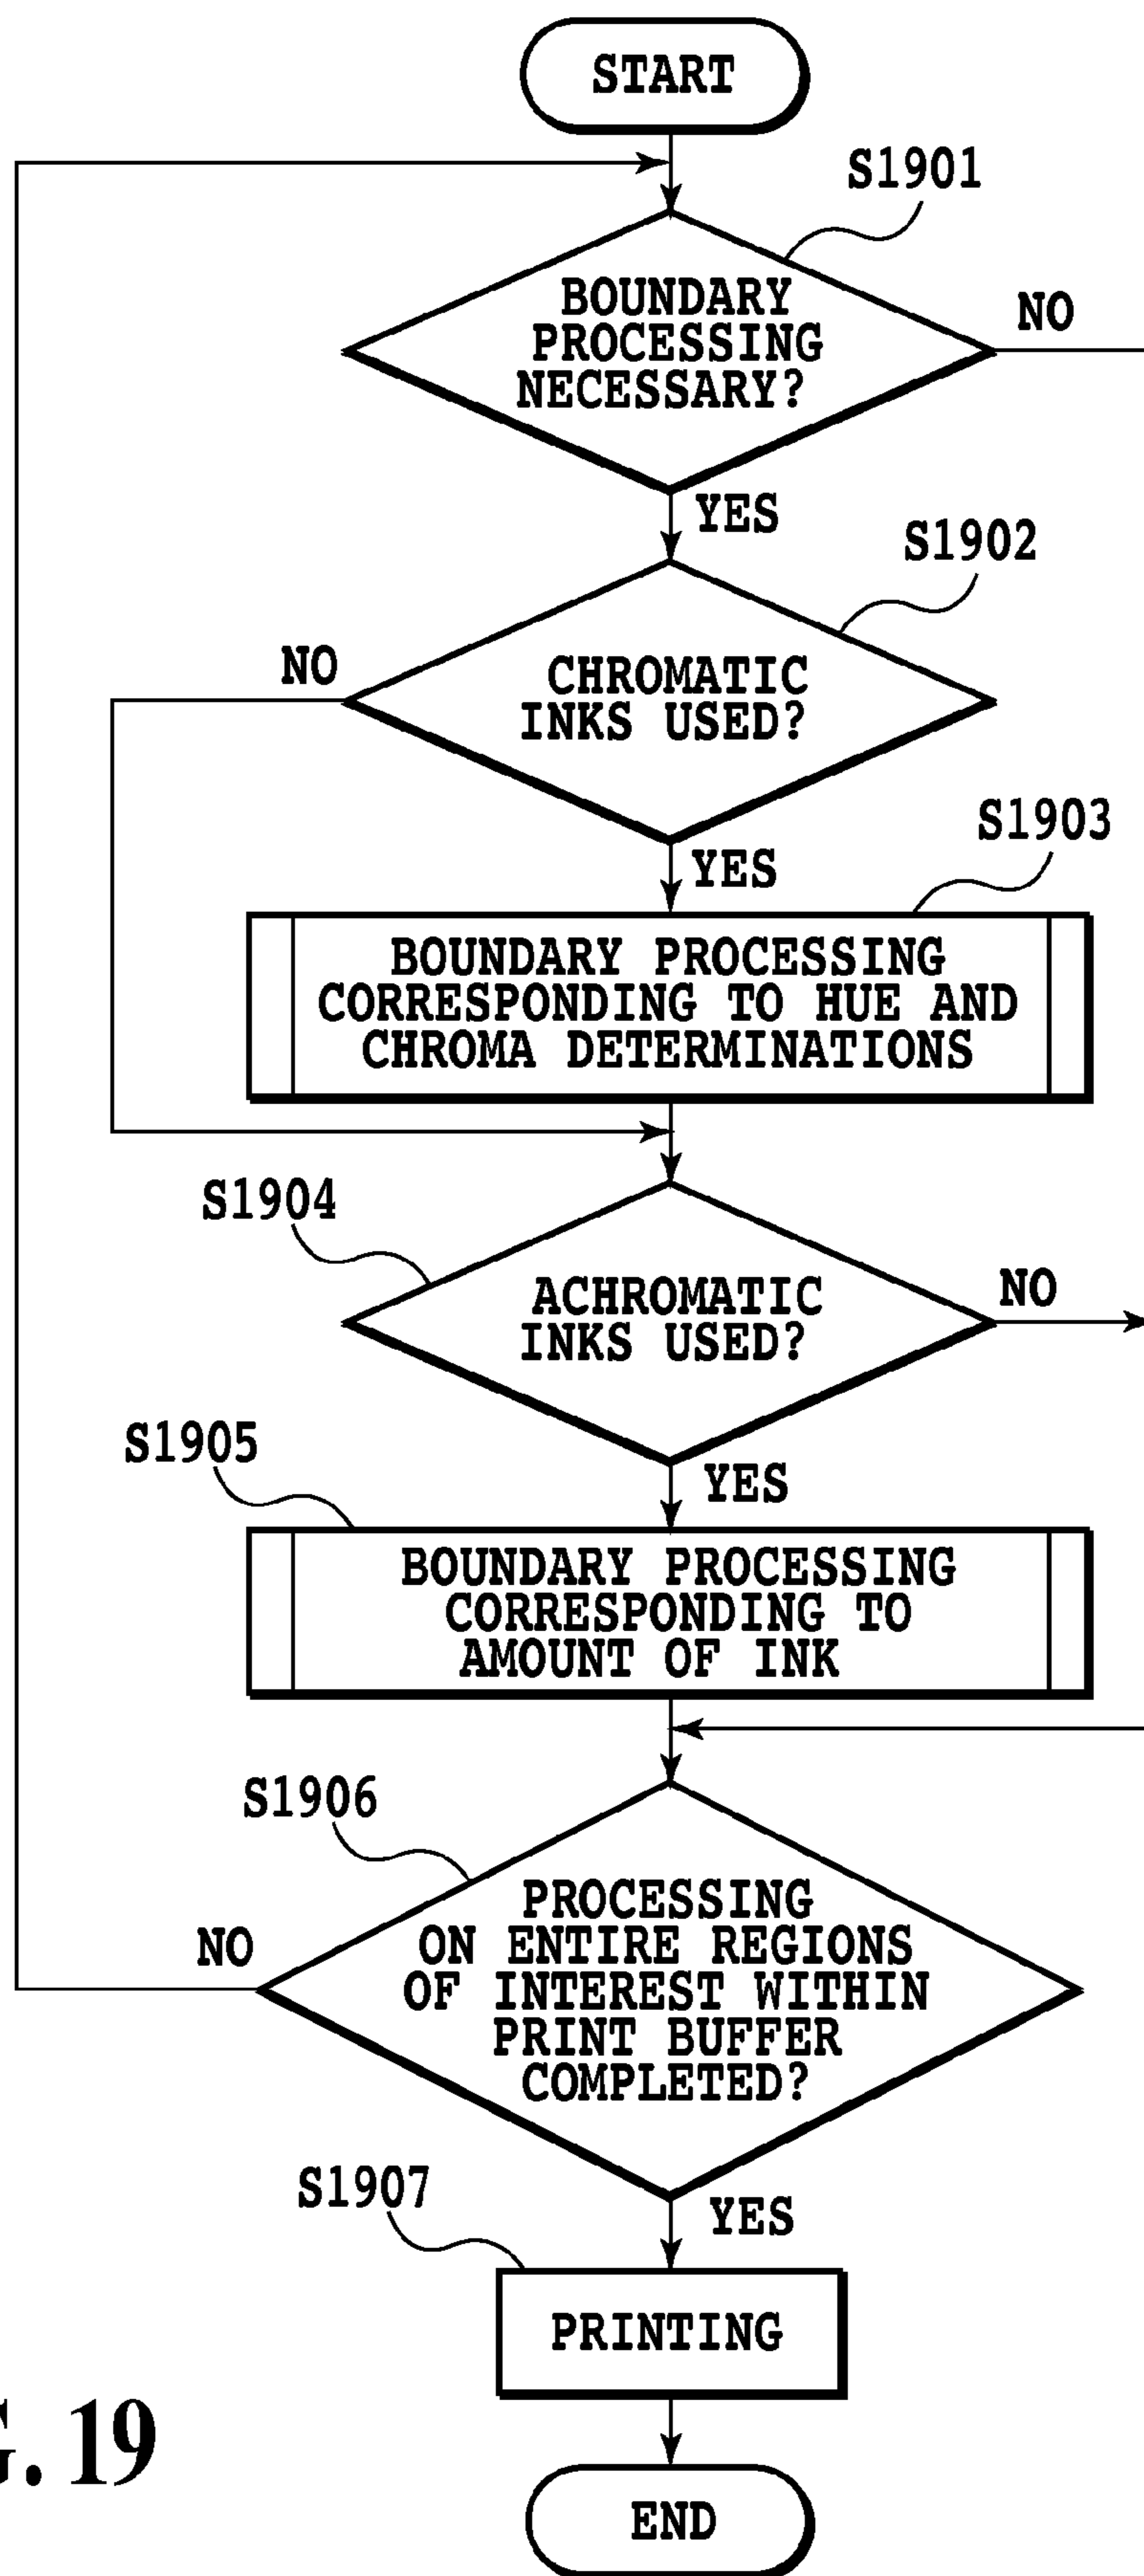 START
S1901
BOUNDARY
PROCESSING
NECESSARY?
NO
YES
S1902
NO
CHROMATIC
INKS USED?
S1903
YES
BOUNDARY PROCESSING
CORRESPONDING TO HUE AND
CHROMA DETERMINATIONS
S1904
ACHROMATIC
INKS USED?
NO
S1905
YES
BOUNDARY PROCESSING
CORRESPONDING TO
AMOUNT OF INK
S1906
NO
PROCESSING
ON ENTIRE REGIONS
OF INTEREST WITHIN
PRINT BUFFER
COMPLETED?
S1907
YES
PRINTING
G. 19
END